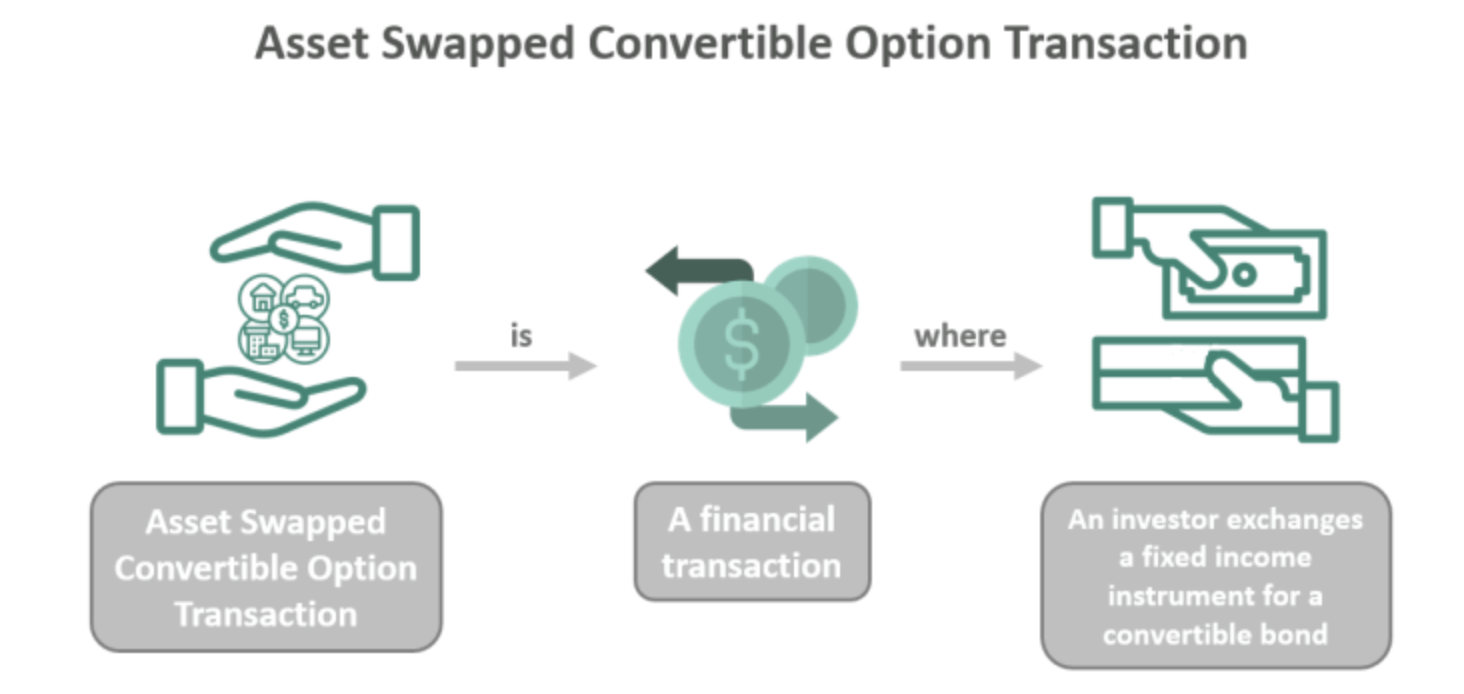 Asset Swapped Convertible Option Transaction
is
where
$
$
Asset Swapped
Convertible Option
Transaction
A financial
transaction
An investor exchanges
a fixed income
instrument for a
convertible bond